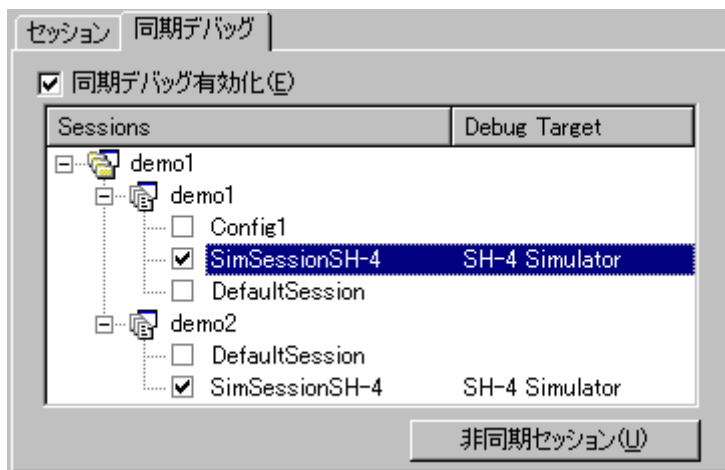 セッション 同期デバッグ
同期デバッグ有効化(E)
Sessions Debug Target
demo1
demo1
Config1
SimSessionSH-4 SH-4 Simulator
DefaultSession
demo2
DefaultSession
SimSessionSH-4 SH-4 Simulator
非同期セッション(U)